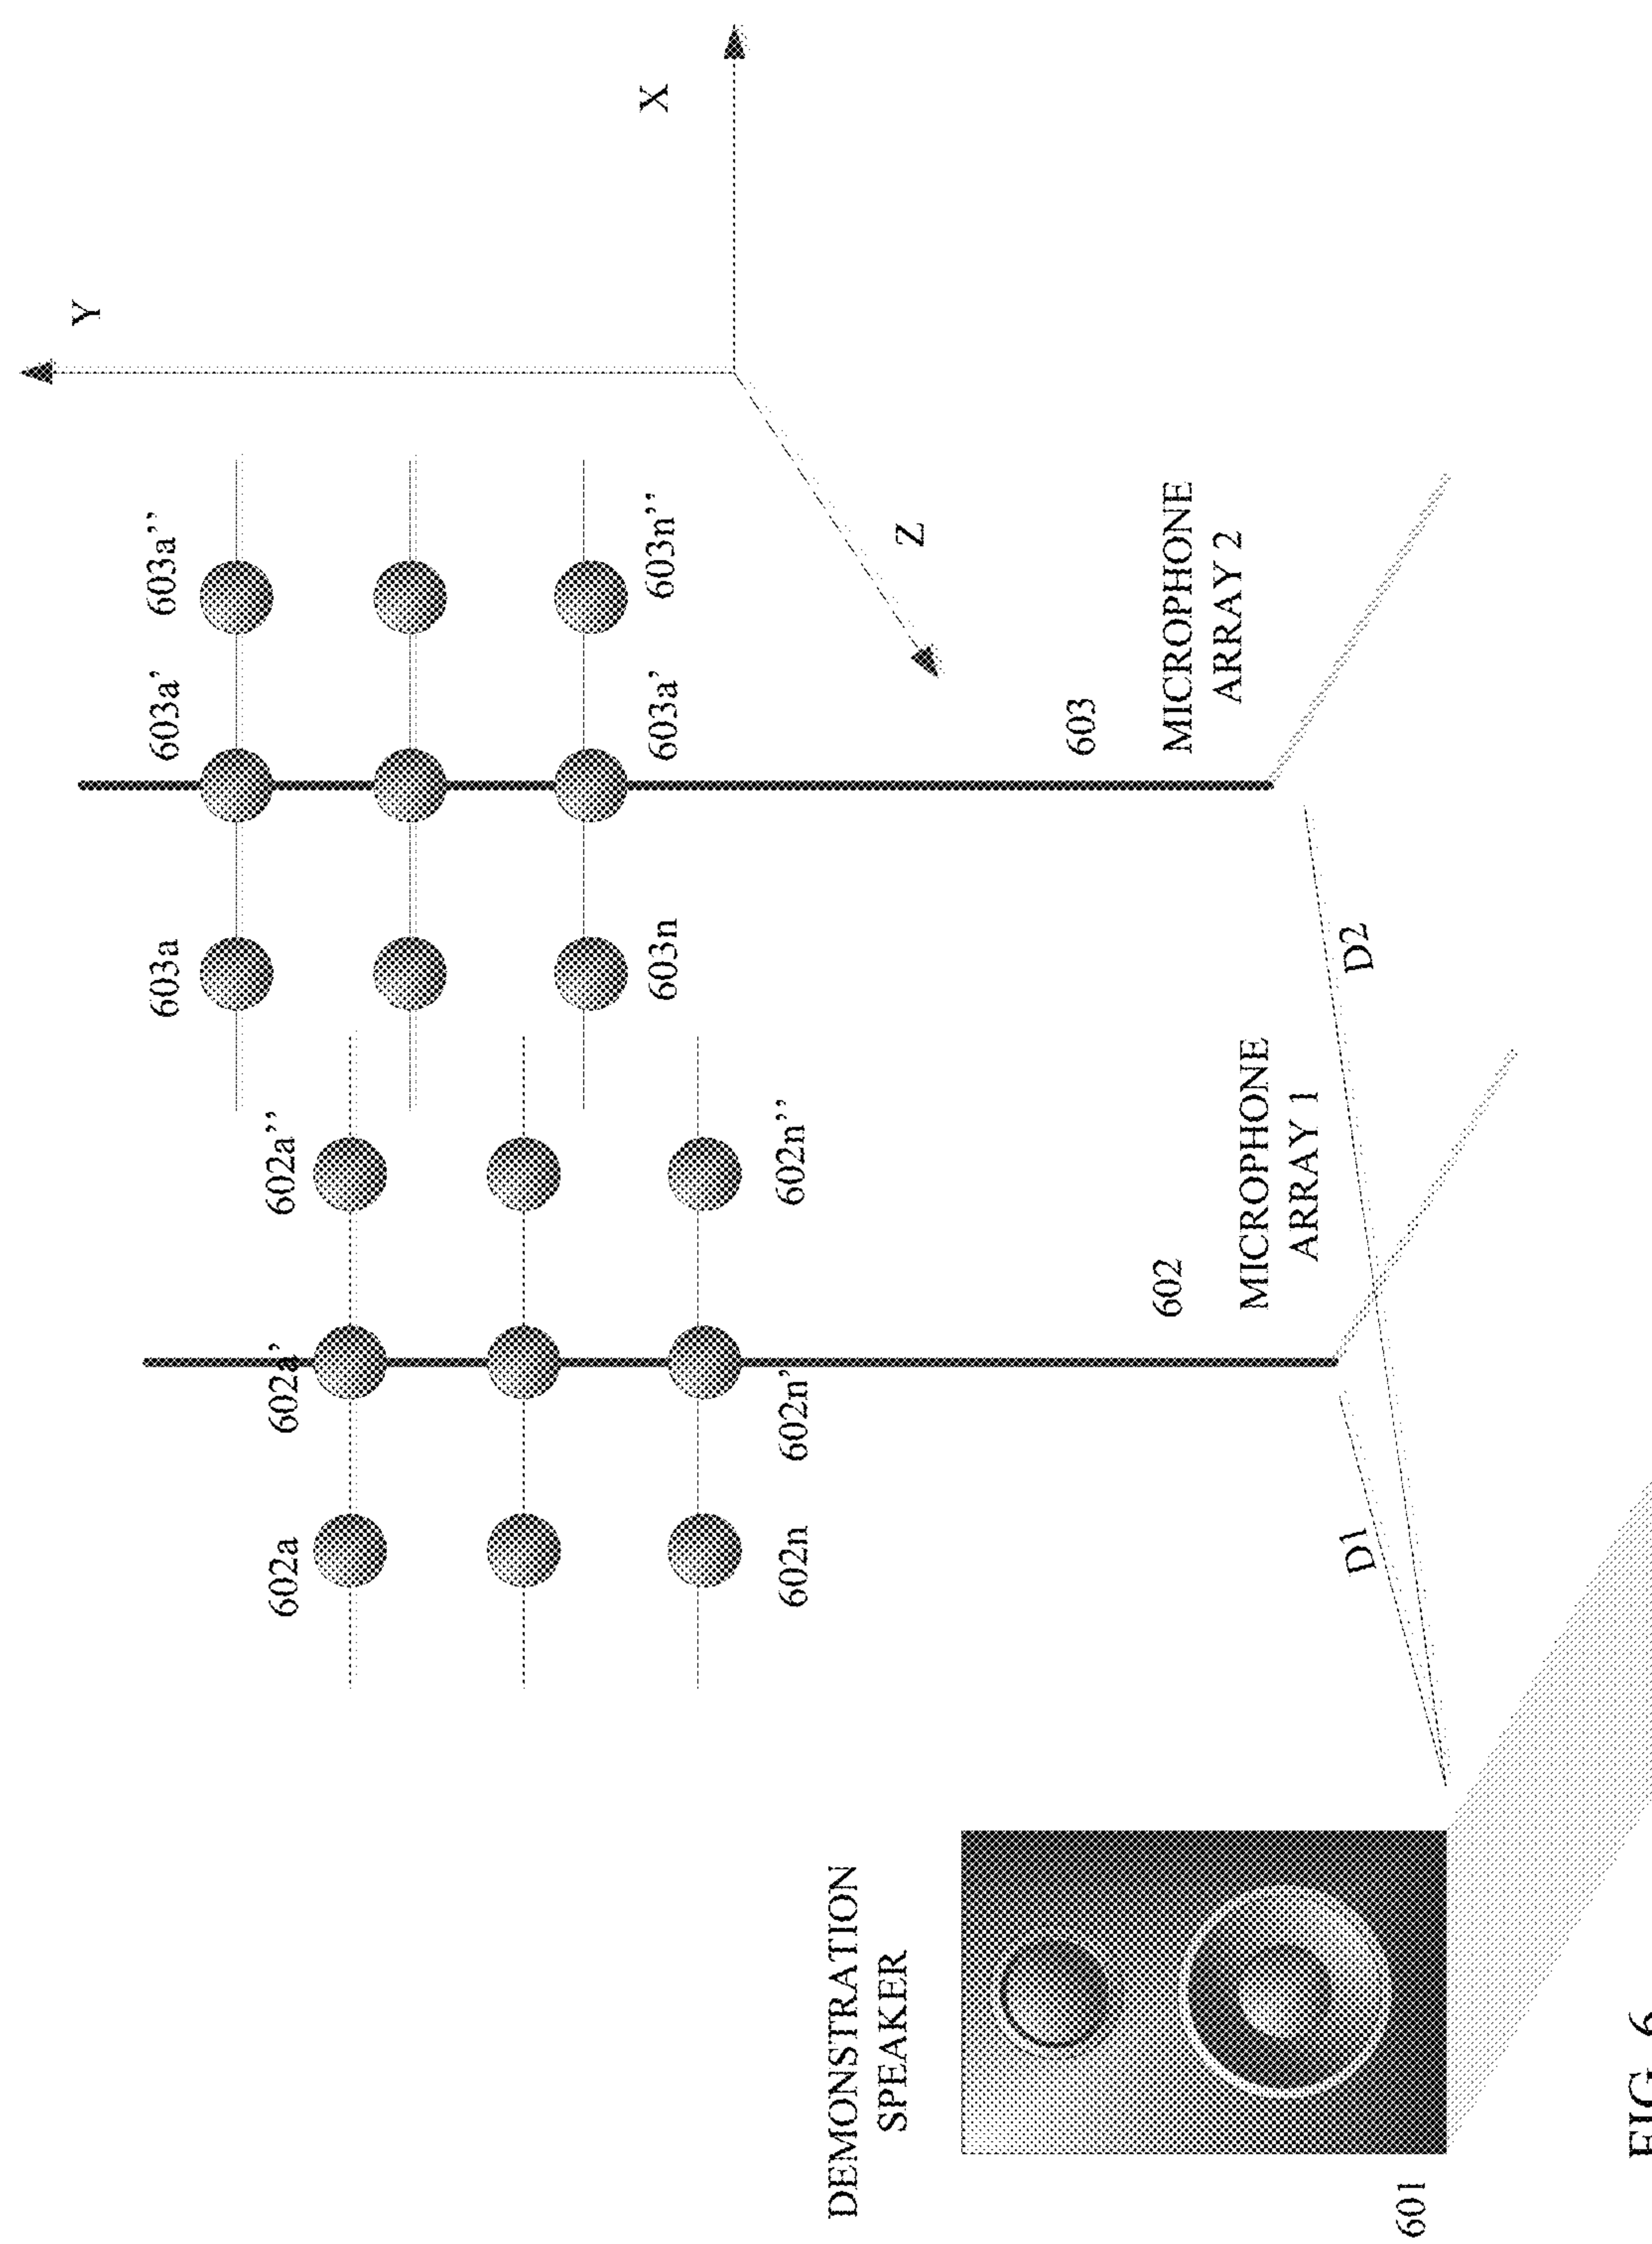 Y
603a
603a'
603a''
602a
602a'
602a''
X
603n
603a'
603n''
602n
602n'
602n''
DEMONSTRATION
SPEAKER
Z
603
MICROPHONE
ARRAY 2
602
MICROPHONE
ARRAY 1
D1
D2
601
FIG. 6